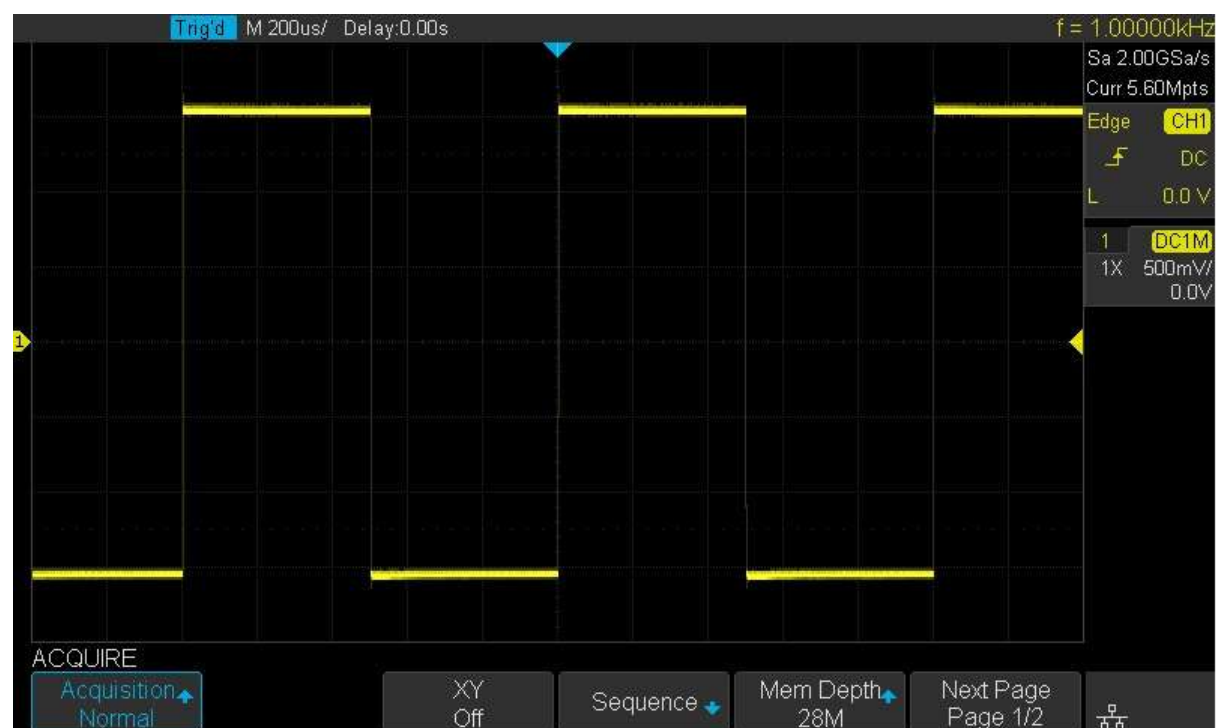 Trig'd M 200us/ Delay:0.00s f = 1.00000kHz
Sa 2.00GSa/s
Curr 5.60Mpts
Edge CH1
DC
L 0.0 V
1 DC1M
1X 500mV/
0.0V
1
ACQUIRE
Acquisition XY Sequence Mem Depth Next Page
Normal Off 28M Page 1/2